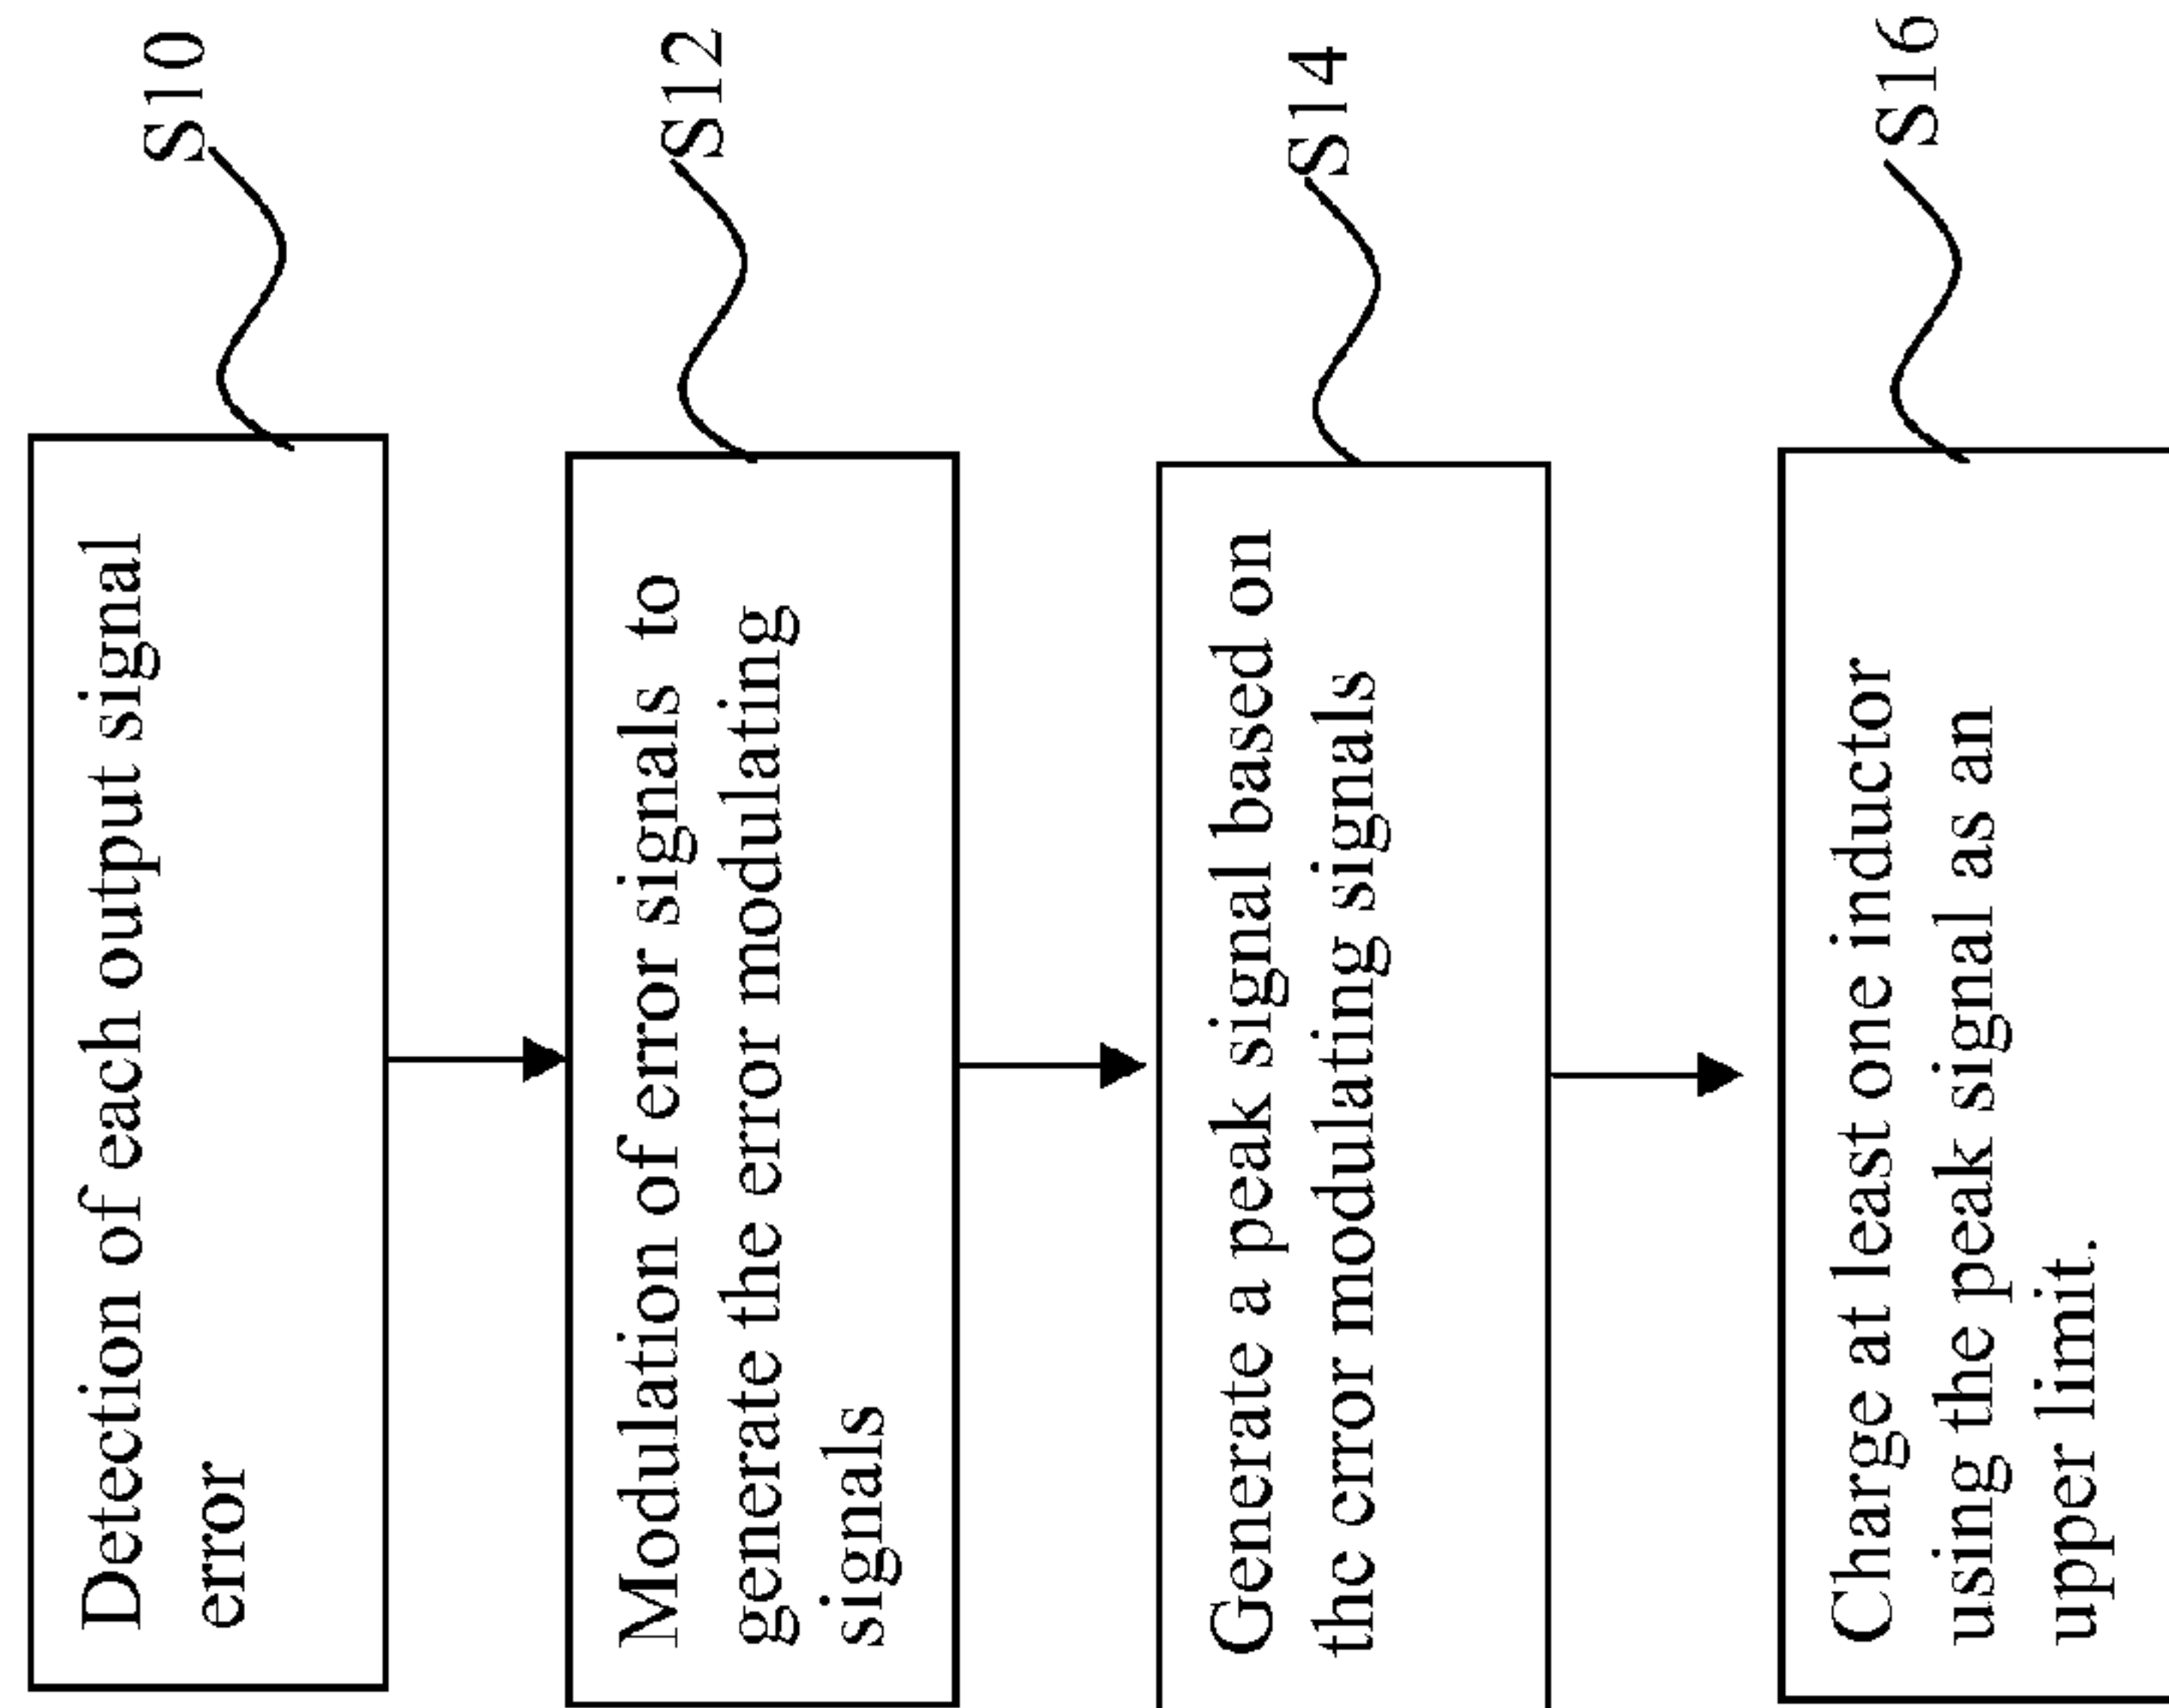 S10
Detection of each output signal
error
S12
Modulation of error signals to
generate the error modulating
signals
S14
Generate a peak signal based on
the error modulating signals
S16
Charge at least one inductor
using the peak signal as an
upper limit.